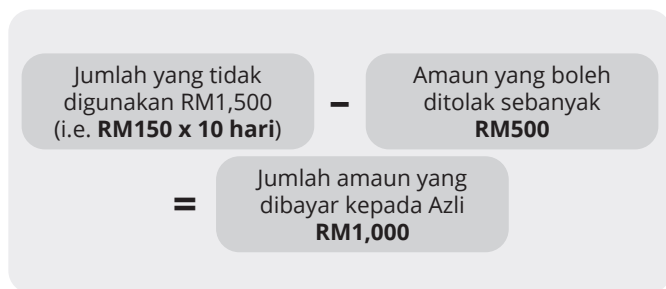 Jumlah yang tidak
digunakan RM1,500
(i.e. RM150 x 10 hari)
–
Amaun yang boleh
ditolak sebanyak
RM500
=
Jumlah amaun yang
dibayar kepada Azli
RM1,000